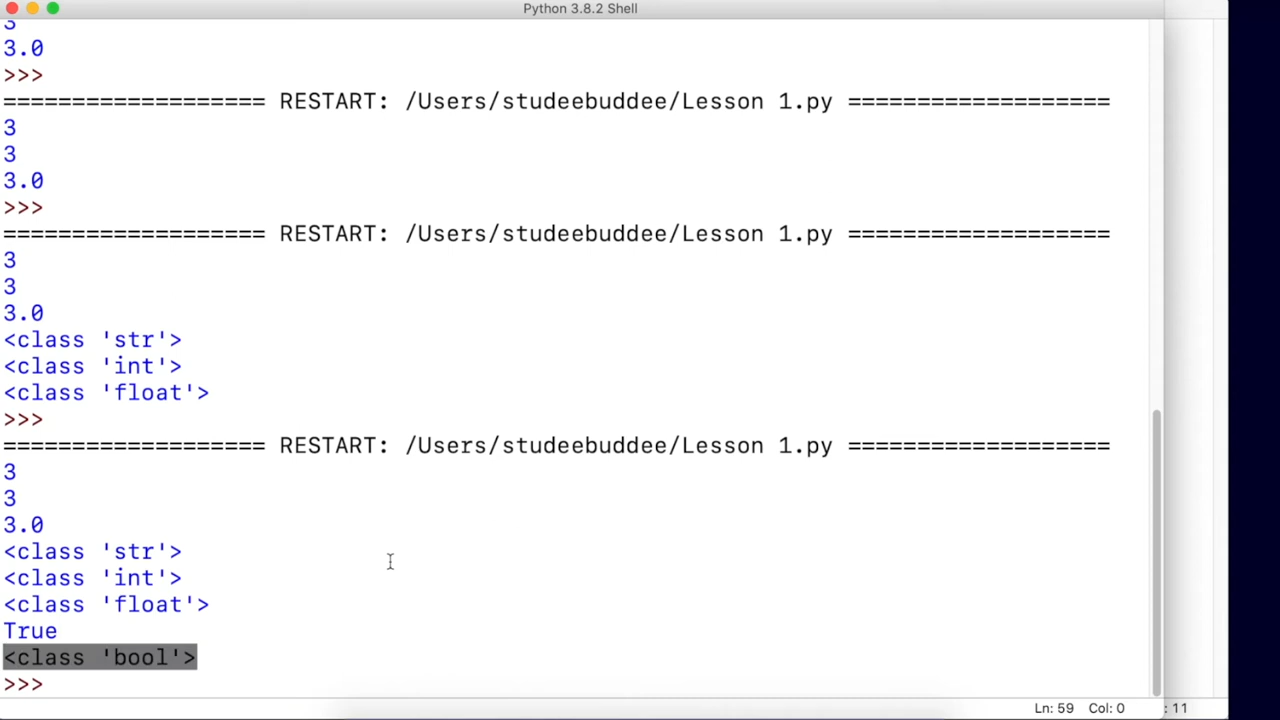 Python 3.8.2 Shell
3
3.0
>>>
=================== RESTART: /Users/studeebuddee/Lesson 1.py ===================
3
3
3.0
>>>
=================== RESTART: /Users/studeebuddee/Lesson 1.py ===================
3
3
3.0
<class 'str'>
<class 'int'>
<class 'float'>
>>>
=================== RESTART: /Users/studeebuddee/Lesson 1.py ===================
3
3
3.0
<class 'str'>
<class 'int'>
<class 'float'>
True
<class 'bool'>
>>>
Ln: 59 Col: 0 : 11